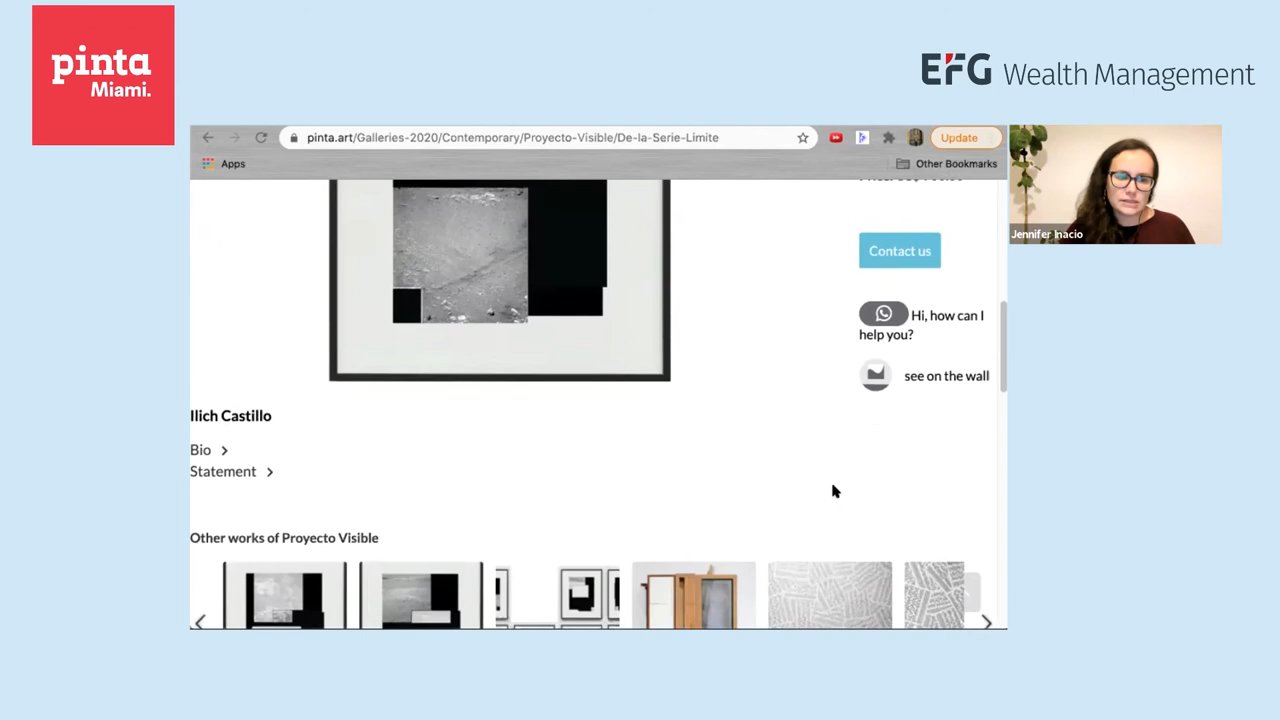 pinta
Miami.
EFG Wealth Management
pinta.art/Galleries-2020/Contemporary/Proyecto-Visible/De-la-Serie-Limite
Update
Apps
Other Bookmarks
Jennifer Inacio
Contact us
Hi, how can I
help you?
see on the wall
Ilich Castillo
Bio
Statement
Other works of Proyecto Visible